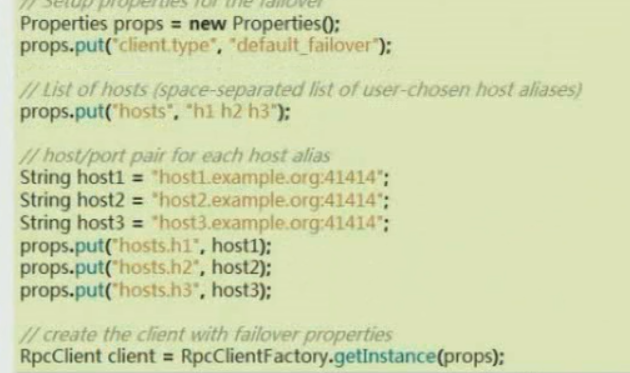 // Setup properties for the failover
Properties props = new Properties();
props.put("client.type", "default_failover");
// List of hosts (space-separated list of user-chosen host aliases)
props.put("hosts", "h1 h2 h3");
// host/port pair for each host alias
String host1 = "host1.example.org:41414";
String host2 = "host2.example.org:41414";
String host3 = "host3.example.org:41414";
props.put("hosts.h1", host1);
props.put("hosts.h2", host2);
props.put("hosts.h3", host3);
// create the client with failover properties
RpcClient client = RpcClientFactory.getInstance(props);